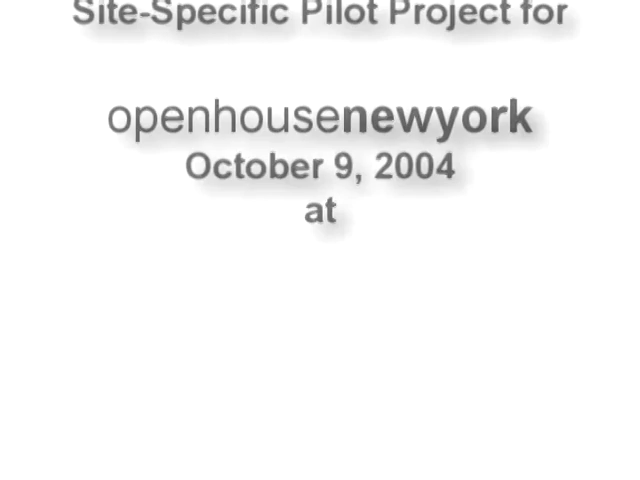 Site-Specific Pilot Project for
openhousenewyork
October 9, 2004
at